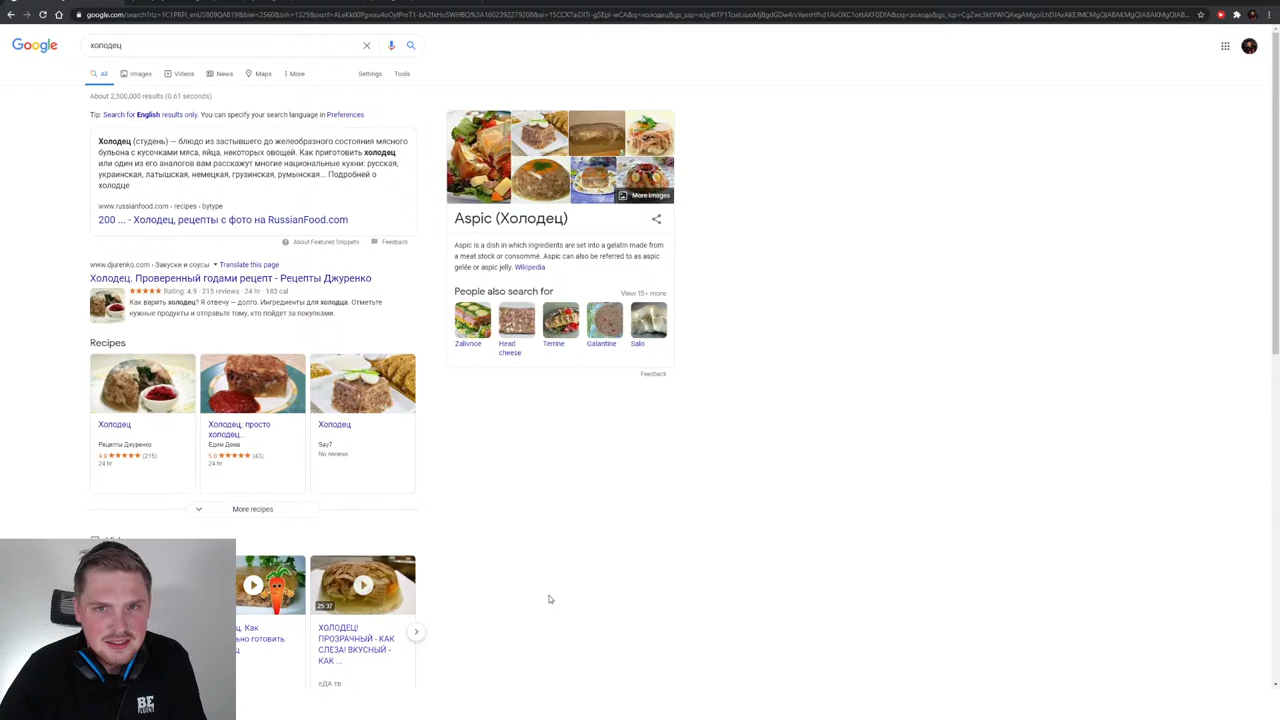 Google
холодец
All Images Videos News Maps More Settings Tools
About 2,300,000 results (0.61 seconds)
Tip: Search for English results only. You can specify your search language in Preferences
Холодец (студень) — блюдо из застывшего до желеобразного состояния мясного
бульона с кусочками мяса, яйца, некоторых овощей. Как приготовить холодец
или один из его аналогов вам расскажут многие национальные кухни: русская,
украинская, латышская, немецкая, грузинская, румынская... Подробней о
холодце
www.russianfood.com › recipes › bytype
200 ... - Холодец, рецепты с фото на RussianFood.com
About Featured Snippets Feedback
www.djurenko.com › Закуски и соусы Translate this page
Холодец. Проверенный годами рецепт - Рецепты Джуренко
Rating: 4.9 · 215 reviews · 24 hr · 183 cal
Как варить холодец? Я отвечу — долго. Ингредиенты для холодца. Отметьте
нужные продукты и отправьте тому, кто пойдет за покупками.
Recipes
Холодец
Рецепты Джуренко
4.9 (215)
24 hr
Холодец, просто
холодец...
Едим Дома
5.0 (43)
24 hr
Холодец
Say7
No reviews
More recipes
25:37
ХОЛОДЕЦ!
ПРОЗРАЧНЫЙ - КАК
СЛЕЗА! ВКУСНЫЙ -
КАК ...
еДА тв
More images
Aspic (Холодец)
Aspic is a dish in which ingredients are set into a gelatin made from
a meat stock or consommé. Aspic can also be referred to as aspic
gelée or aspic jelly. Wikipedia
People also search for View 15+ more
Zalivnoe
Head
cheese
Terrine
Galantine
Salo
Feedback
BE
FLUENT